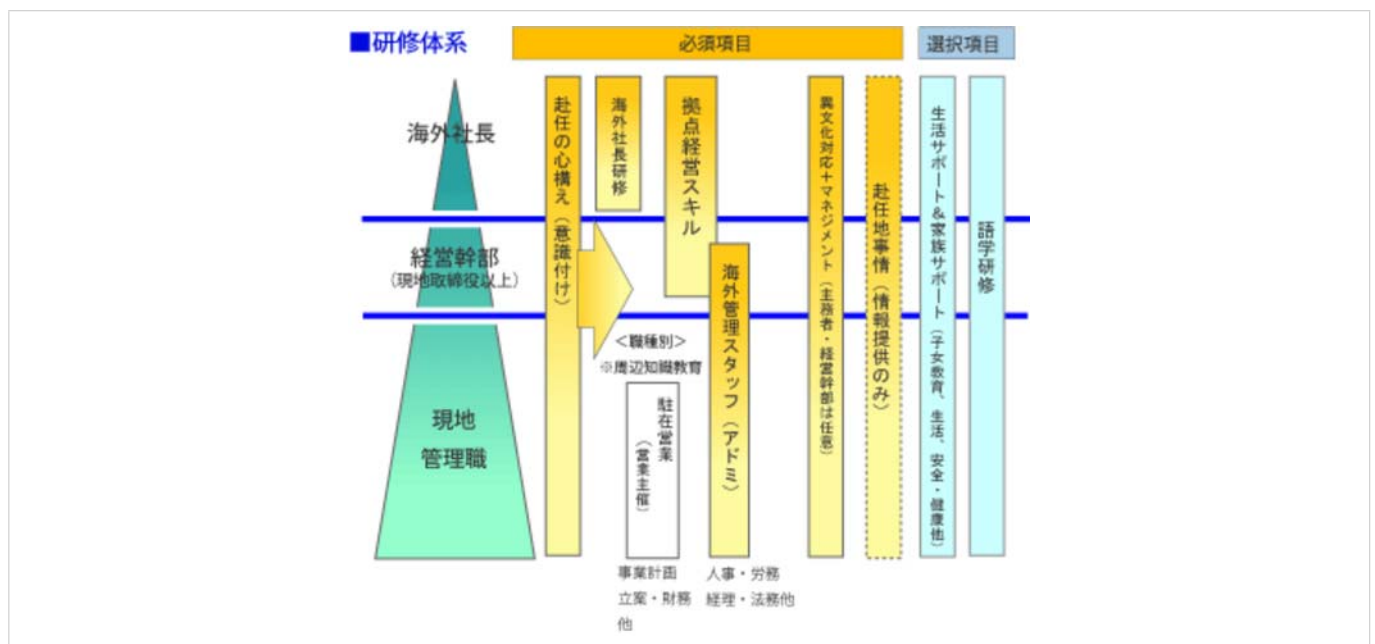 ■研修体系
必須項目
選択項目
海外社長
経営幹部
（現地取締役以上）
現地
管理職
赴任の心構え（意識付け）
海外社長研修
拠点経営スキル
＜職種別＞
※周辺知識教育
駐在営業
（営業主催）
海外管理スタッフ（アドミ）
異文化対応＋マネジメント（主務者・経営幹部は任意）
赴任地事情（情報提供のみ）
生活サポート＆家族サポート（子女教育、生活、安全・健康他）
語学研修
事業計画
立案・財務
他
人事・労務
経理・法務他